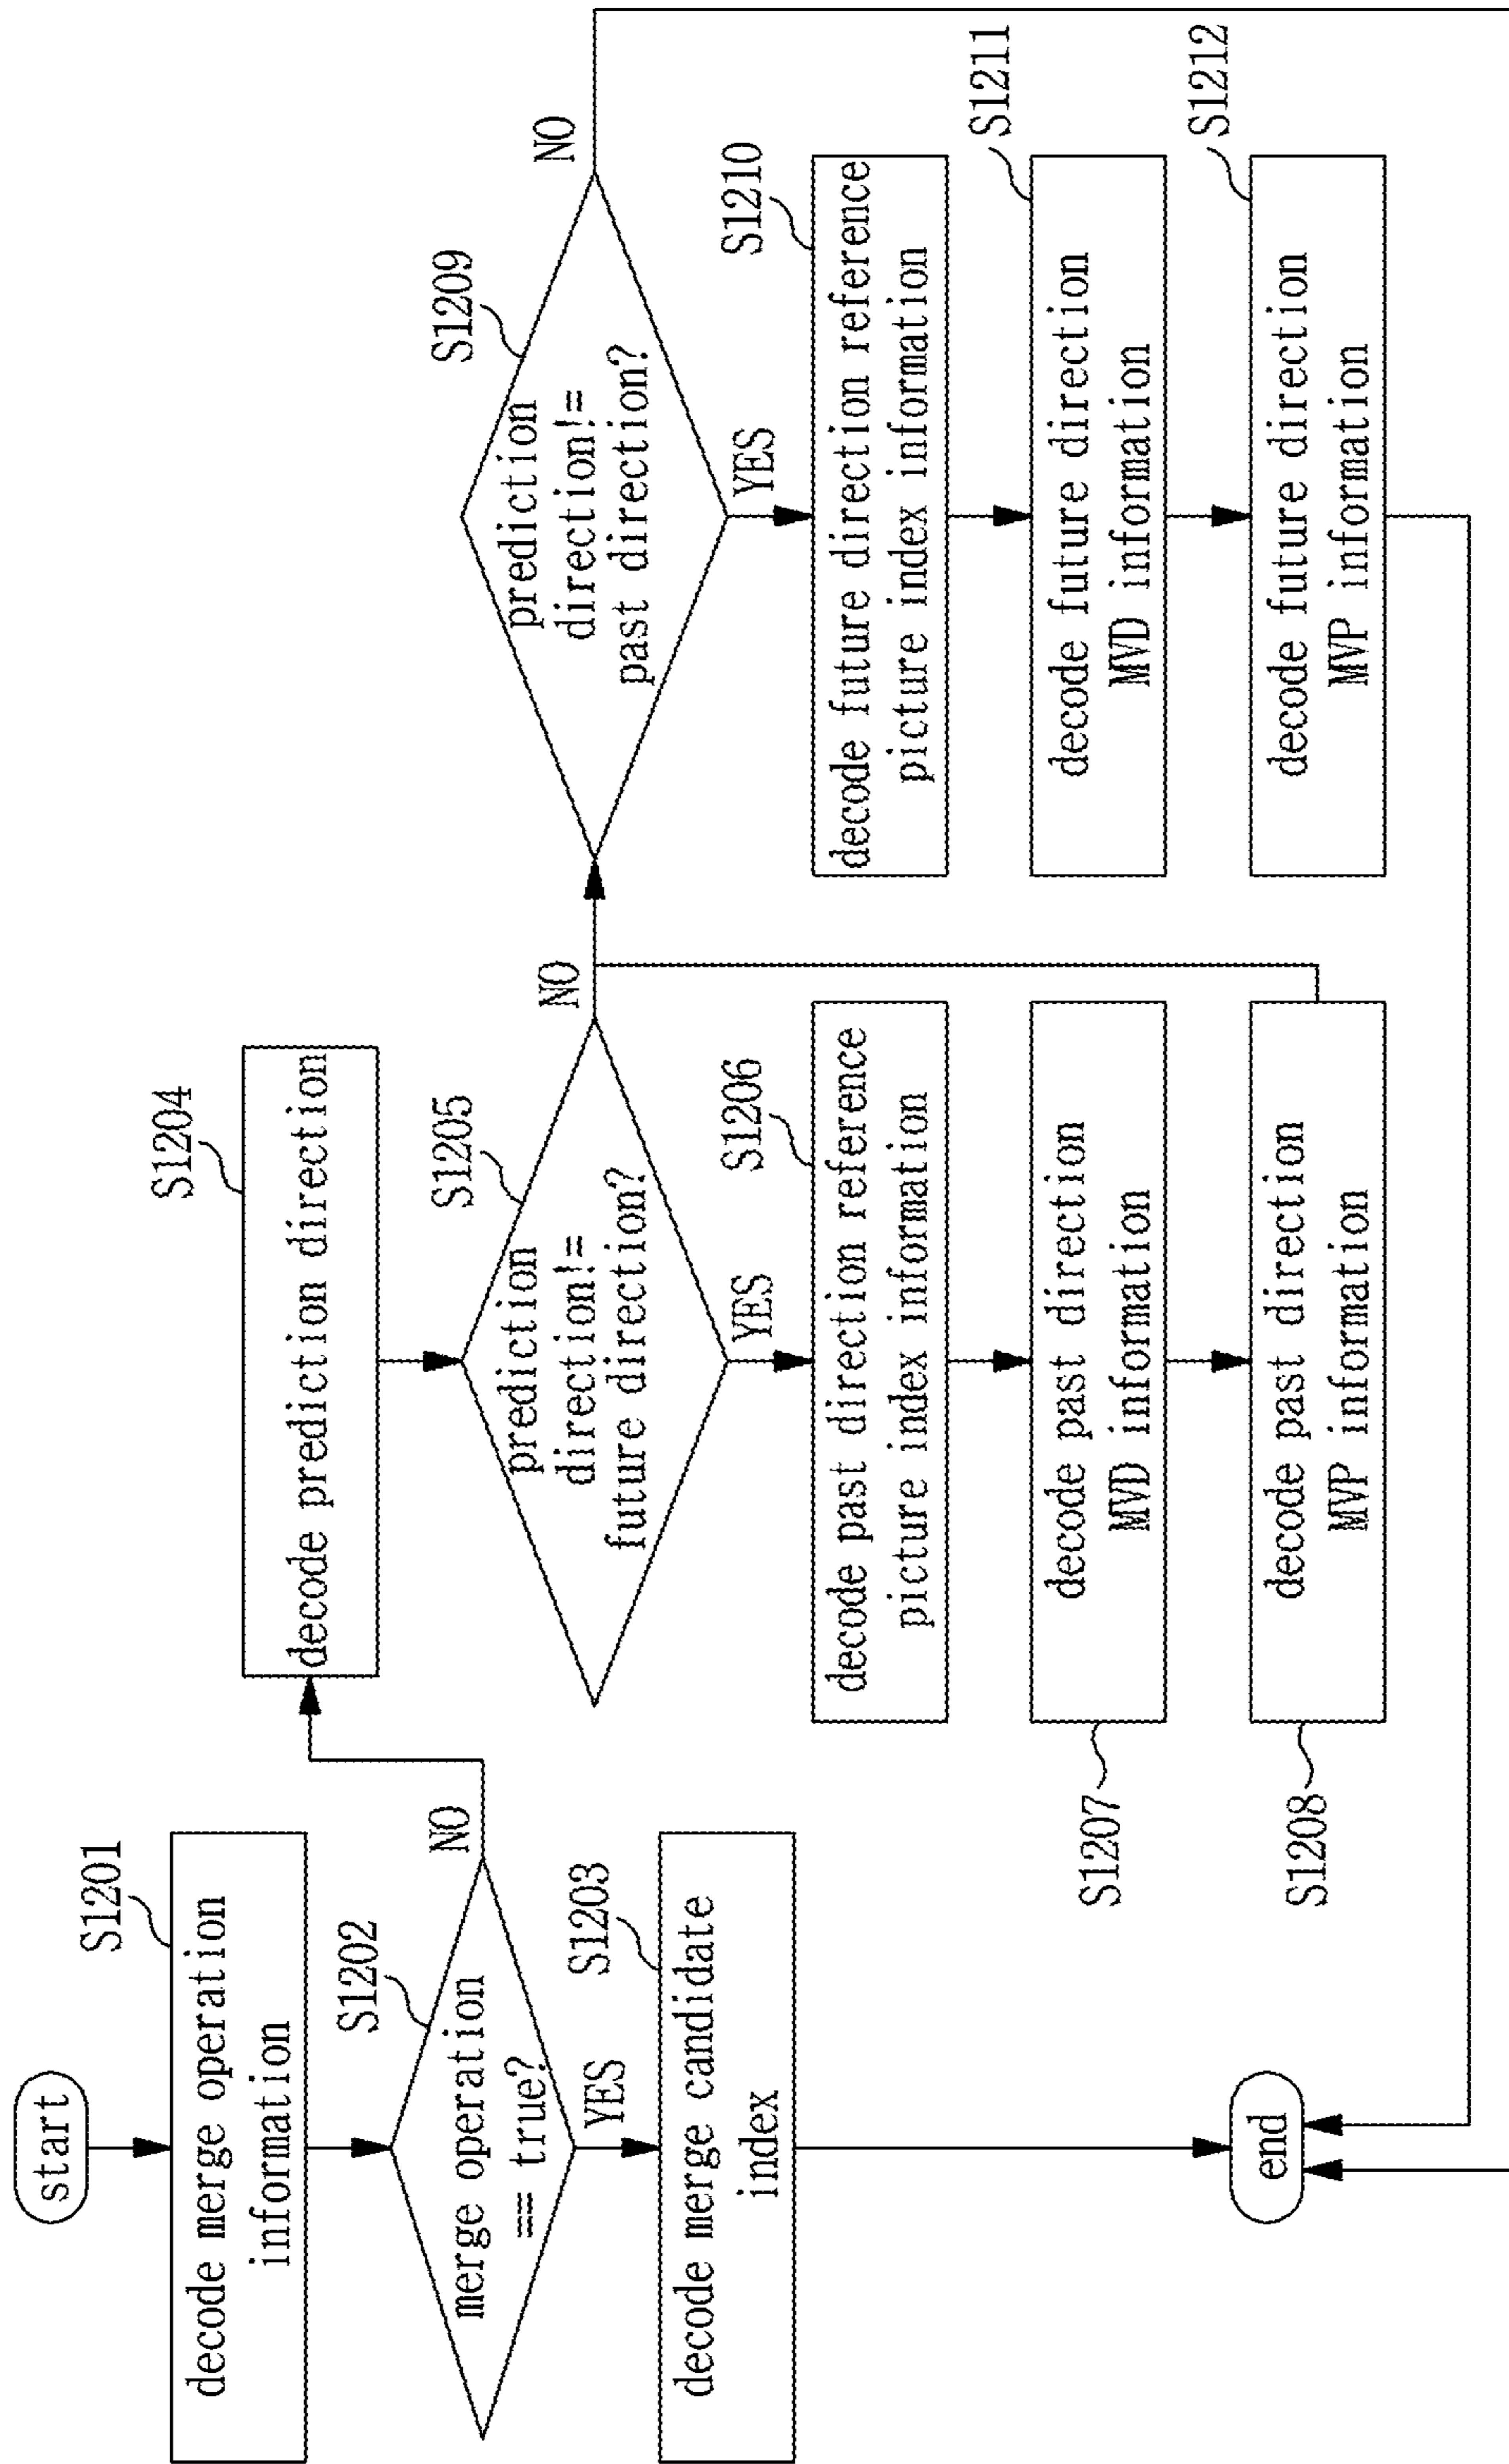 start
S1201
decode merge operation
information
S1202
merge operation
== true?
NO
YES
S1203
decode merge candidate
index
end
S1204
decode prediction direction
S1205
prediction
direction!=
future direction?
NO
YES
S1206
decode past direction reference
picture index information
decode past direction
MVD information
S1207
decode past direction
MVP information
S1208
S1209
prediction
direction!=
past direction?
NO
YES
S1210
decode future direction reference
picture index information
S1211
decode future direction
MVD information
S1212
decode future direction
MVP information